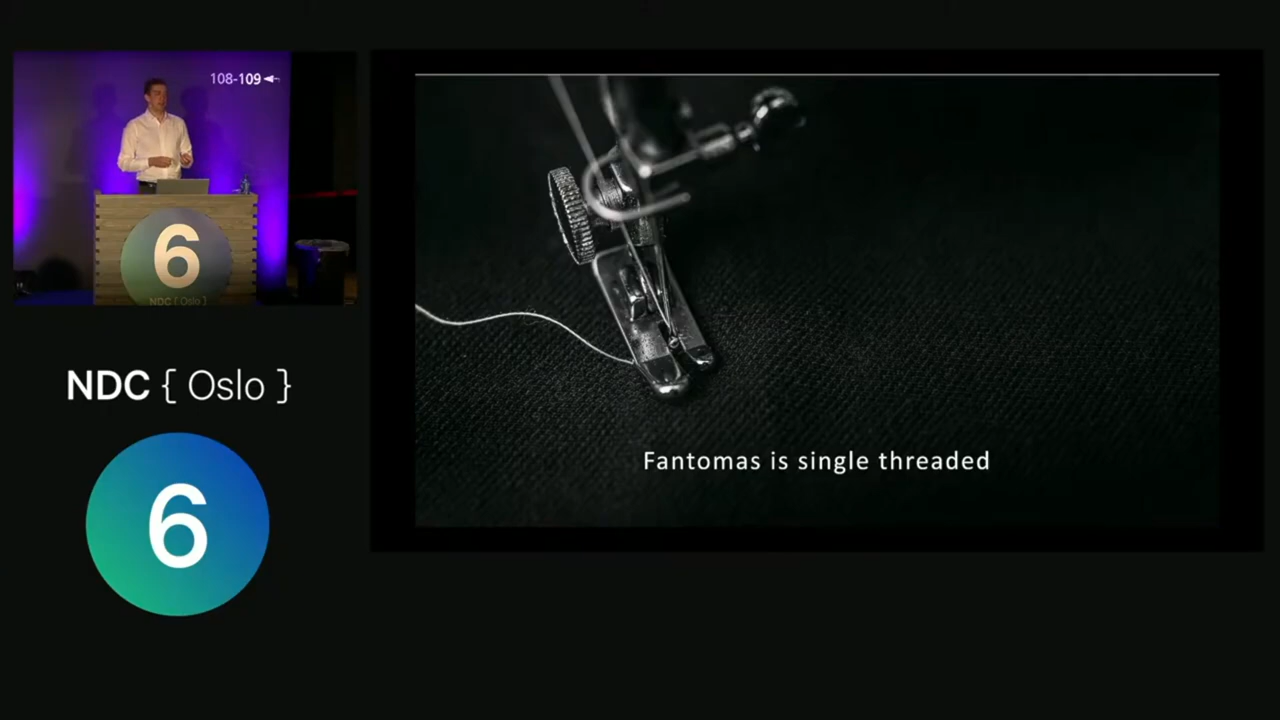 108-109
6
NDC { Oslo }
NDC { Oslo }
6
Fantomas is single threaded